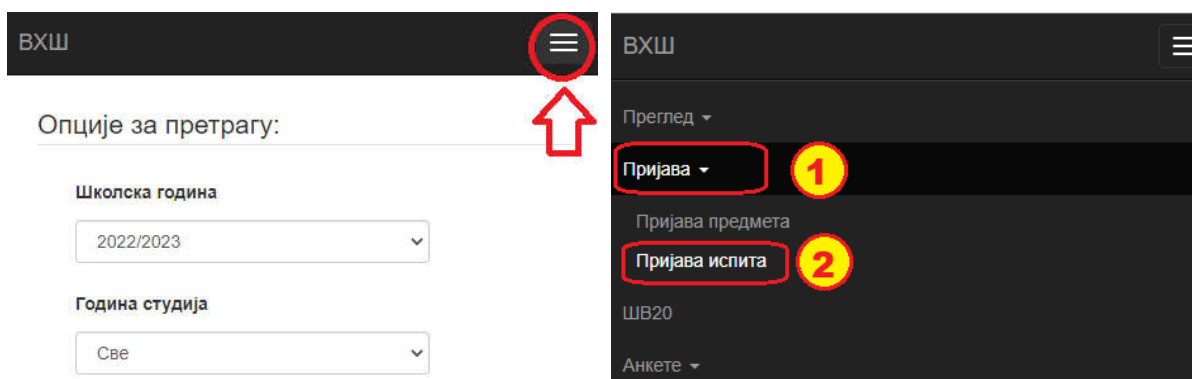 ВХШ
Опције за претрагу:
Школска година
2022/2023
Година студија
Све
ВХШ
Преглед
Пријава
1
Пријава предмета
Пријава испита
2
ШВ20
Анкете